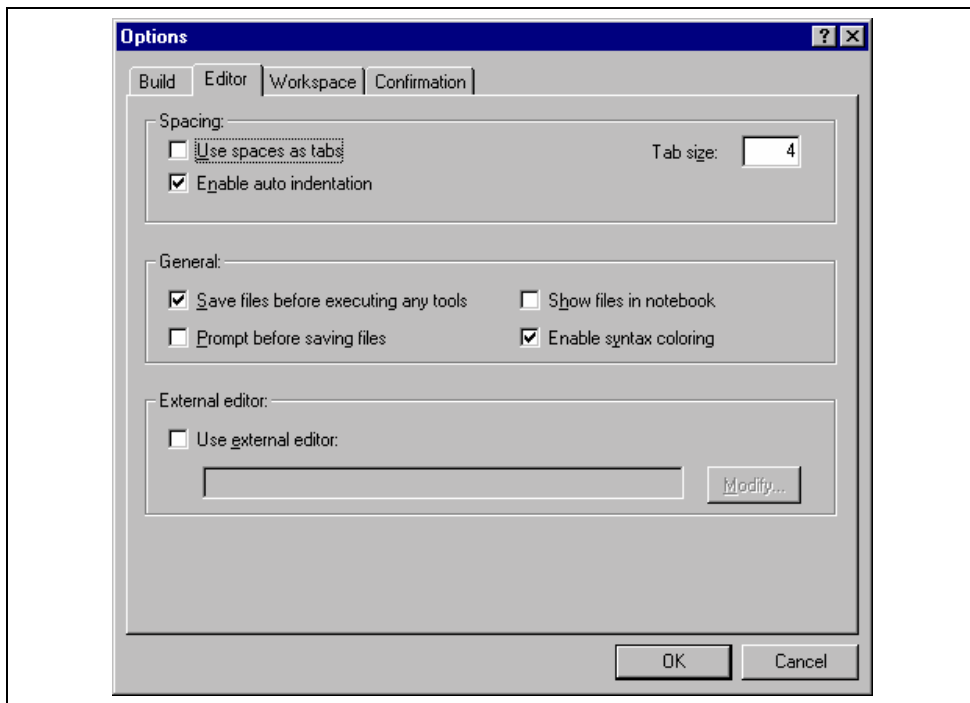 Options
Build Editor Workspace Confirmation
Spacing:
Use spaces as tabs Tab size: 4
Enable auto indentation
General:
Save files before executing any tools Show files in notebook
Prompt before saving files Enable syntax coloring
External editor:
Use external editor:
Modify...
OK Cancel